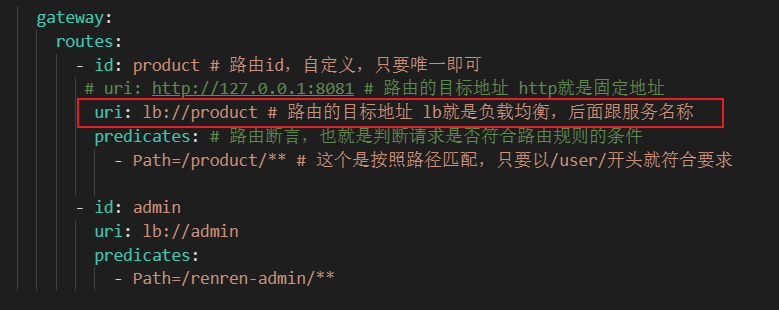 gateway:
routes:
- id: product # 路由id，自定义，只要唯一即可
# uri: http://127.0.0.1:8081 # 路由的目标地址 http就是固定地址
uri: lb://product # 路由的目标地址 lb就是负载均衡，后面跟服务名称
predicates: # 路由断言，也就是判断请求是否符合路由规则的条件
- Path=/product/** # 这个是按照路径匹配，只要以/user/开头就符合要求
- id: admin
uri: lb://admin
predicates:
- Path=/renren-admin/**